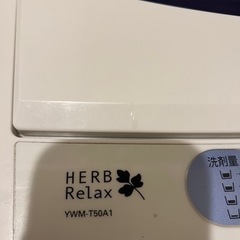 HERB
Relax
YWM-T50A1
洗剤量